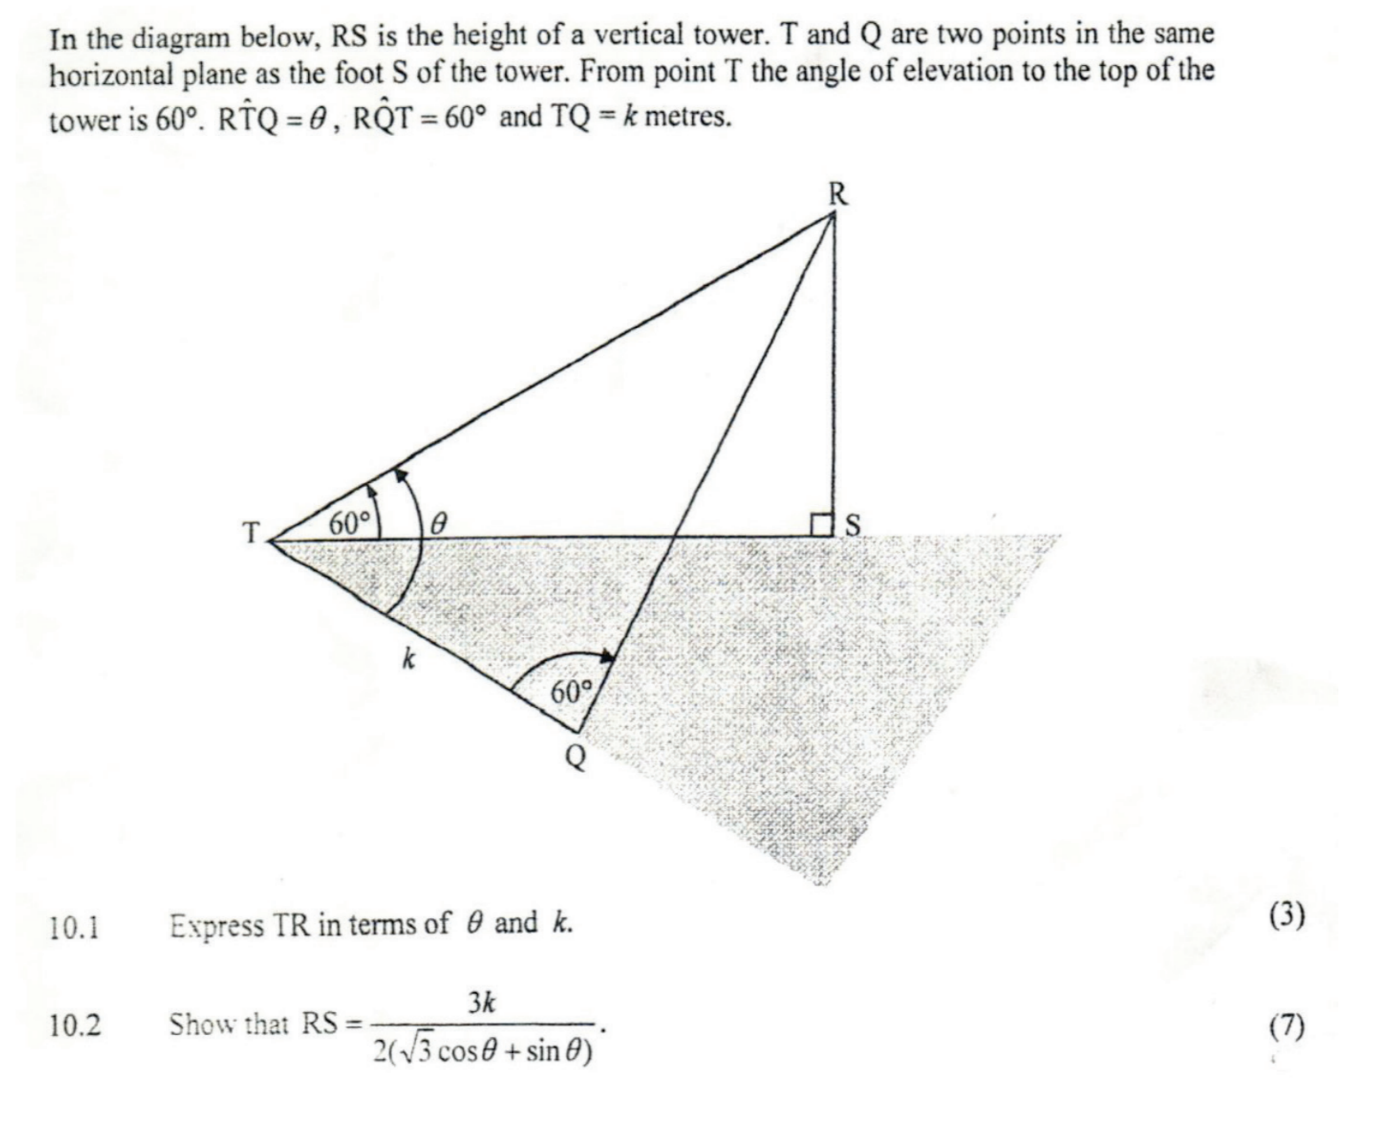 In the diagram below, RS is the height of a vertical tower. T and Q are two points in the same
horizontal plane as the foot S of the tower. From point T the angle of elevation to the top of the
tower is 60°. RT̂Q = θ, RQ̂T = 60° and TQ = k metres.
R
T
60°
θ
S
k
60°
Q
10.1 Express TR in terms of θ and k. (3)
10.2 Show that RS = 3k / 2(√3 cosθ + sinθ). (7)